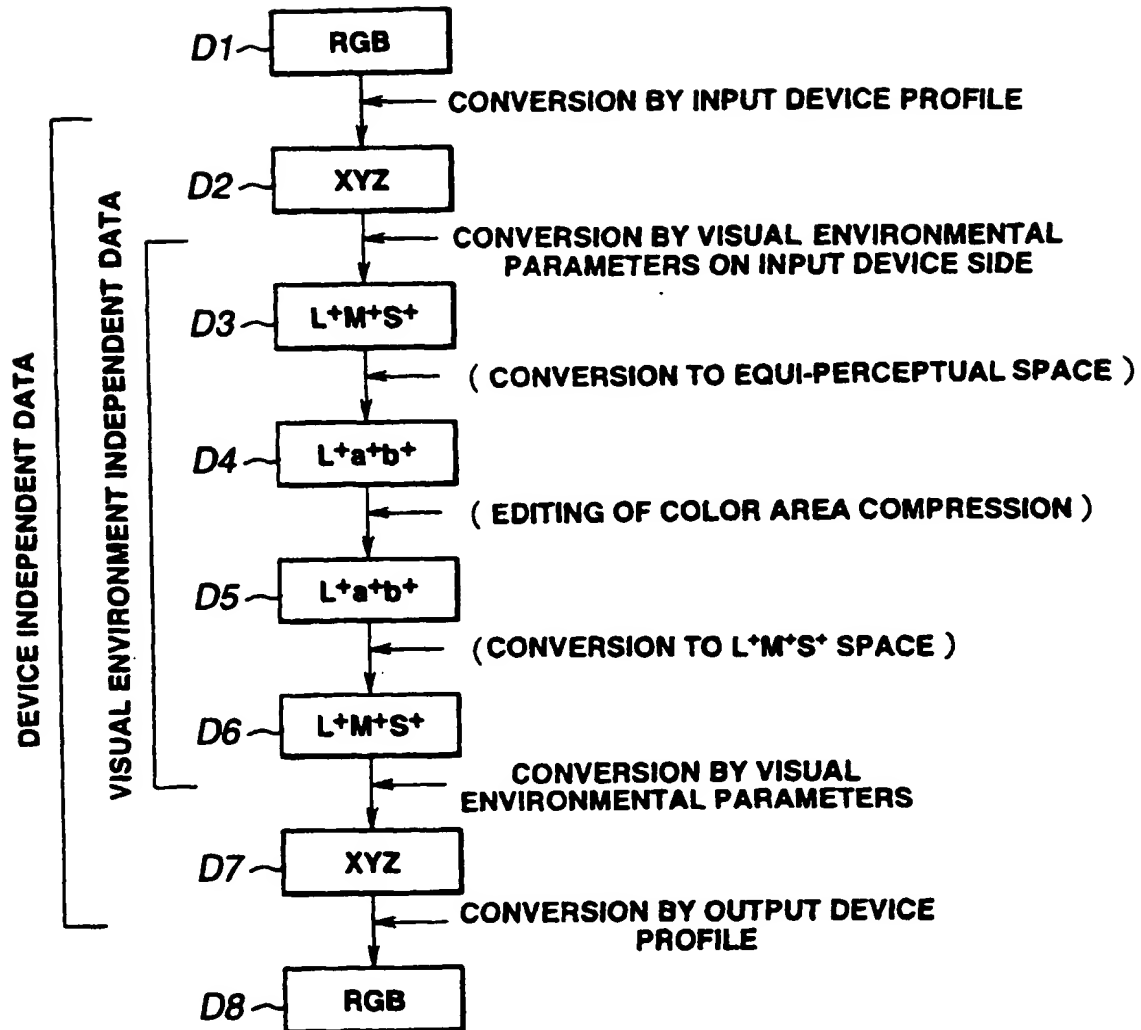 D1
RGB
CONVERSION BY INPUT DEVICE PROFILE
D2
XYZ
CONVERSION BY VISUAL ENVIRONMENTAL
PARAMETERS ON INPUT DEVICE SIDE
D3
L+M+S+
( CONVERSION TO EQUI-PERCEPTUAL SPACE )
D4
L+a+b+
( EDITING OF COLOR AREA COMPRESSION )
D5
L+a+b+
(CONVERSION TO L+M+S+ SPACE )
D6
L+M+S+
CONVERSION BY VISUAL
ENVIRONMENTAL PARAMETERS
D7
XYZ
CONVERSION BY OUTPUT DEVICE
PROFILE
D8
RGB
DEVICE INDEPENDENT DATA
VISUAL ENVIRONMENT INDEPENDENT DATA